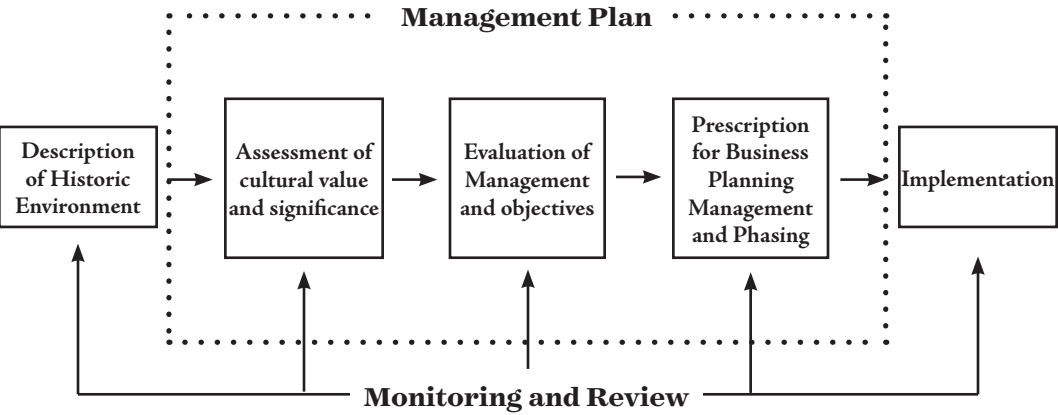 Management Plan
Description
of Historic
Environment
Assessment of
cultural value
and significance
Evaluation of
Management
and objectives
Prescription
for Business
Planning
Management
and Phasing
Implementation
Monitoring and Review